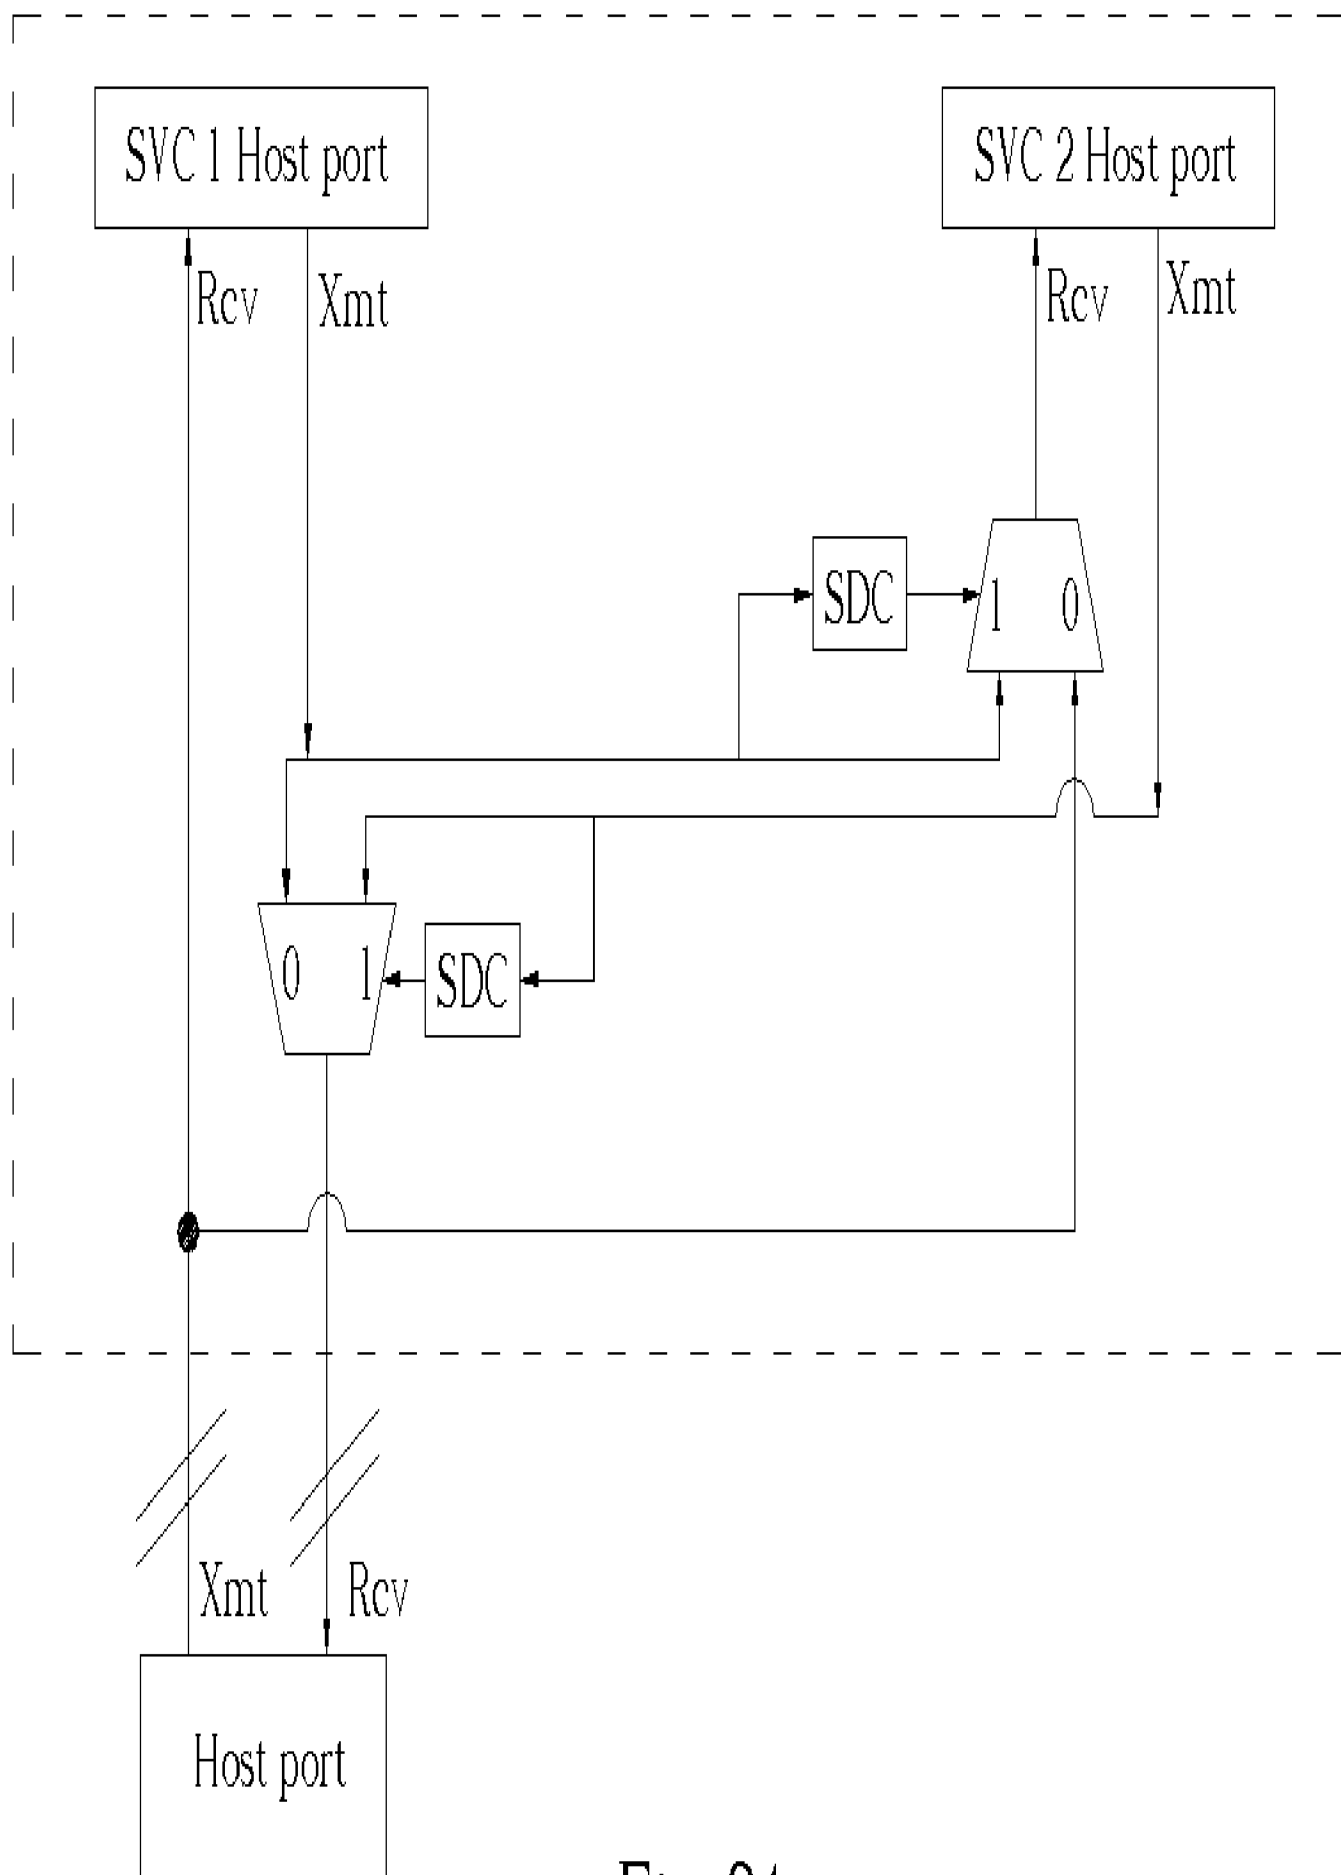 SVC 1 Host port
SVC 2 Host port
Rcv
Xmt
Rcv
Xmt
SDC
1 0
0 1
SDC
Xmt
Rcv
Host port